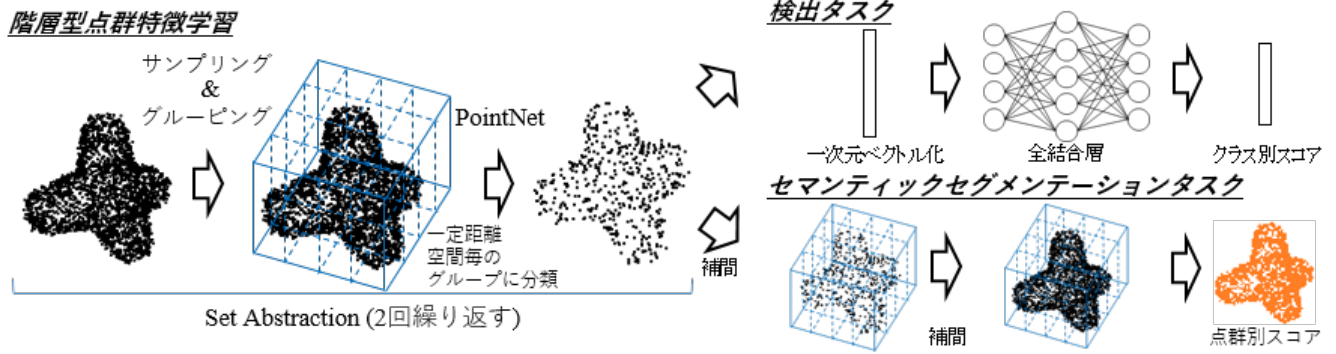 階層型点群特徴学習
サンプリング
&
グルーピング
PointNet
一定距離
空間毎の
グループに分類
Set Abstraction (2回繰り返す)
検出タスク
一次元ベクトル化
全結合層
クラス別スコア
セマンティックセグメンテーションタスク
補間
補間
点群別スコア